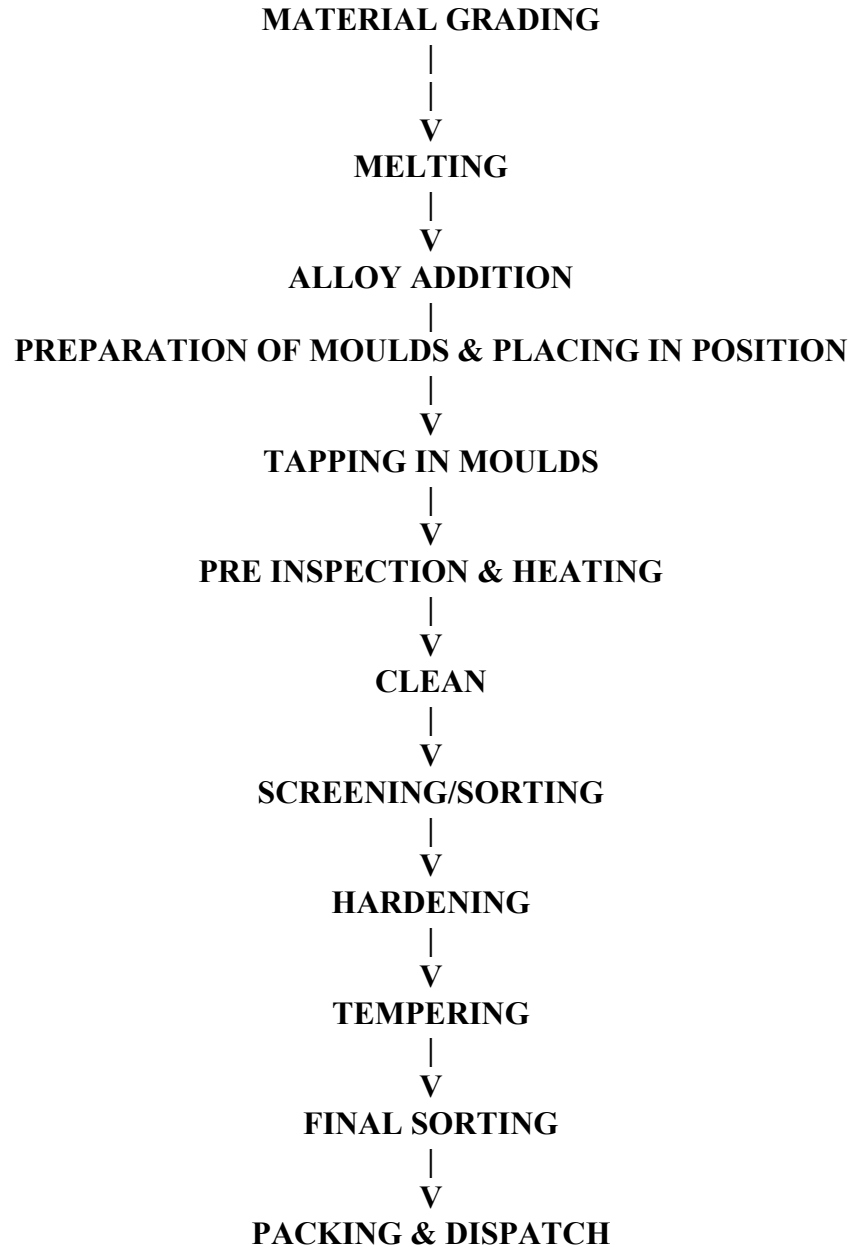 MATERIAL GRADING
|
|
V
MELTING
|
V
ALLOY ADDITION
|
PREPARATION OF MOULDS & PLACING IN POSITION
|
V
TAPPING IN MOULDS
|
V
PRE INSPECTION & HEATING
|
V
CLEAN
|
V
SCREENING/SORTING
|
V
HARDENING
|
V
TEMPERING
|
V
FINAL SORTING
|
V
PACKING & DISPATCH